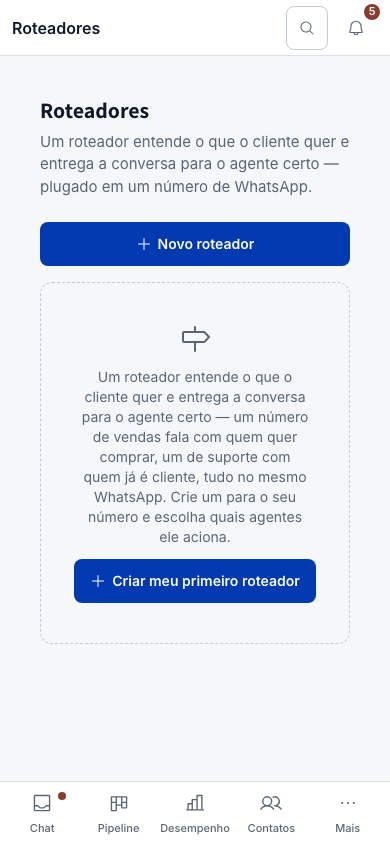 Roteadores
5
Roteadores
Um roteador entende o que o cliente quer e
entrega a conversa para o agente certo —
plugado em um número de WhatsApp.
Novo roteador
Um roteador entende o que o
cliente quer e entrega a conversa
para o agente certo — um número
de vendas fala com quem quer
comprar, um de suporte com
quem já é cliente, tudo no mesmo
WhatsApp. Crie um para o seu
número e escolha quais agentes
ele aciona.
Criar meu primeiro roteador
Chat
Pipeline
Desempenho
Contatos
Mais